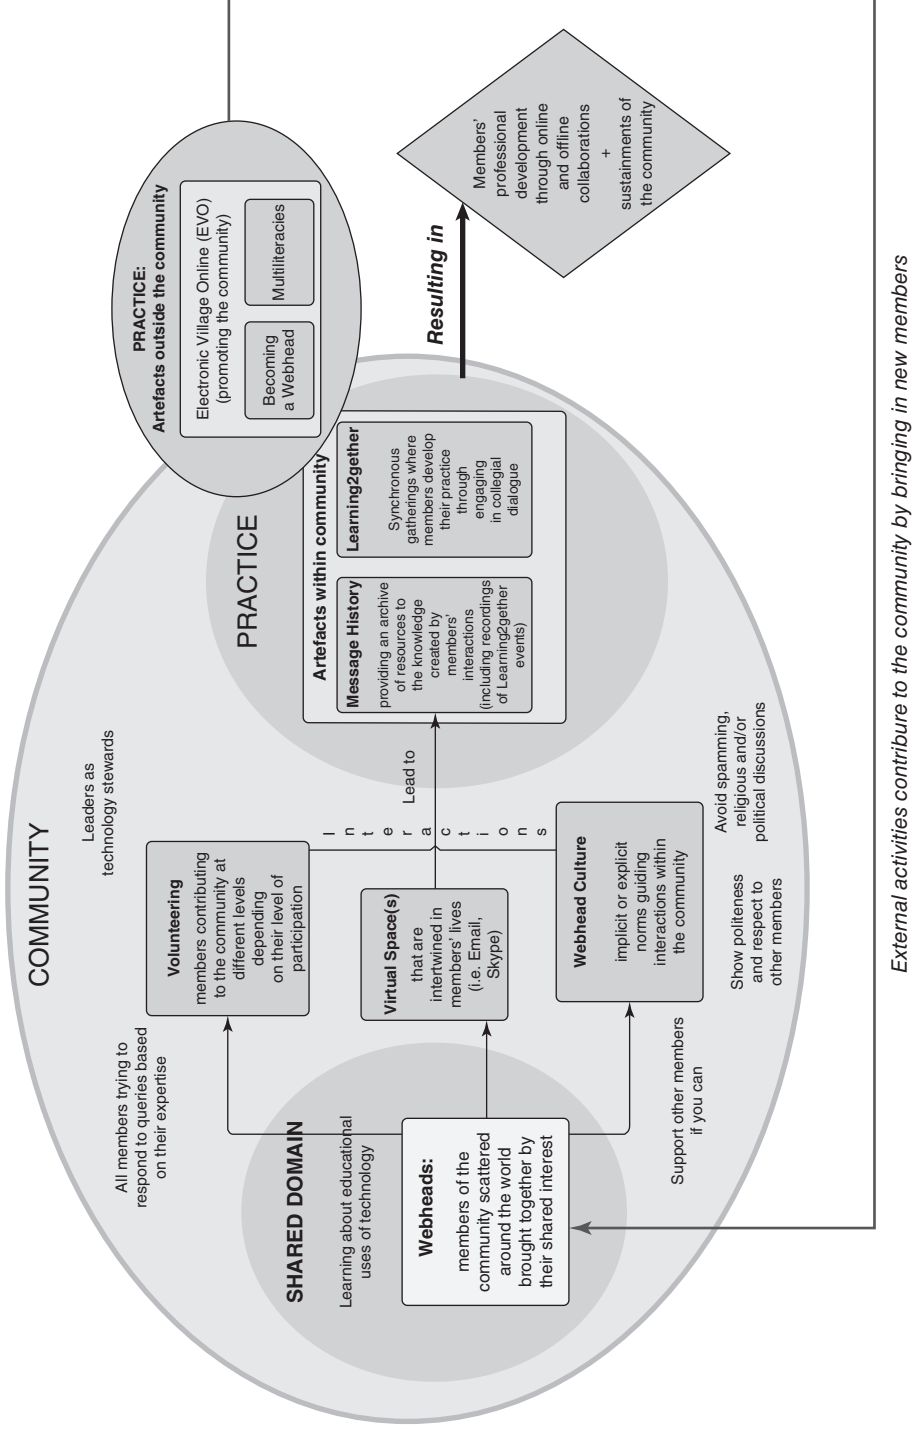 COMMUNITY
All members trying to
respond to queries based
on their expertise
Leaders as
technology stewards
SHARED DOMAIN
Learning about educational
uses of technology
Webheads:
members of the
community scattered
around the world
brought together by
their shared interest
Volunteering
members contributing
to the community at
different levels
depending
on their level of
participation
Virtual Space(s)
that are
intertwined in
members' lives
(i.e. Email,
Skype)
Webhead Culture
implicit or explicit
norms guiding
interactions within
the community
Interactions
Lead to
Support other members
if you can
Show politeness
and respect to
other members
Avoid spamming,
religious and/or
political discussions
PRACTICE
Artefacts within community
Message History
providing an archive
of resources to
the knowledge
created by
members'
interactions
(including recordings
of Learning2gether
events)
Learning2gether
Synchronous
gatherings where
members develop
their practice
through
engaging
in collegial
dialogue
PRACTICE:
Artefacts outside the community
Electronic Village Online (EVO)
(promoting the community)
Becoming
a Webhead
Multiliteracies
Resulting in
Members'
professional
development
through online
and offline
collaborations
+
sustainments of
the community
External activities contribure to the community by bringing in new members